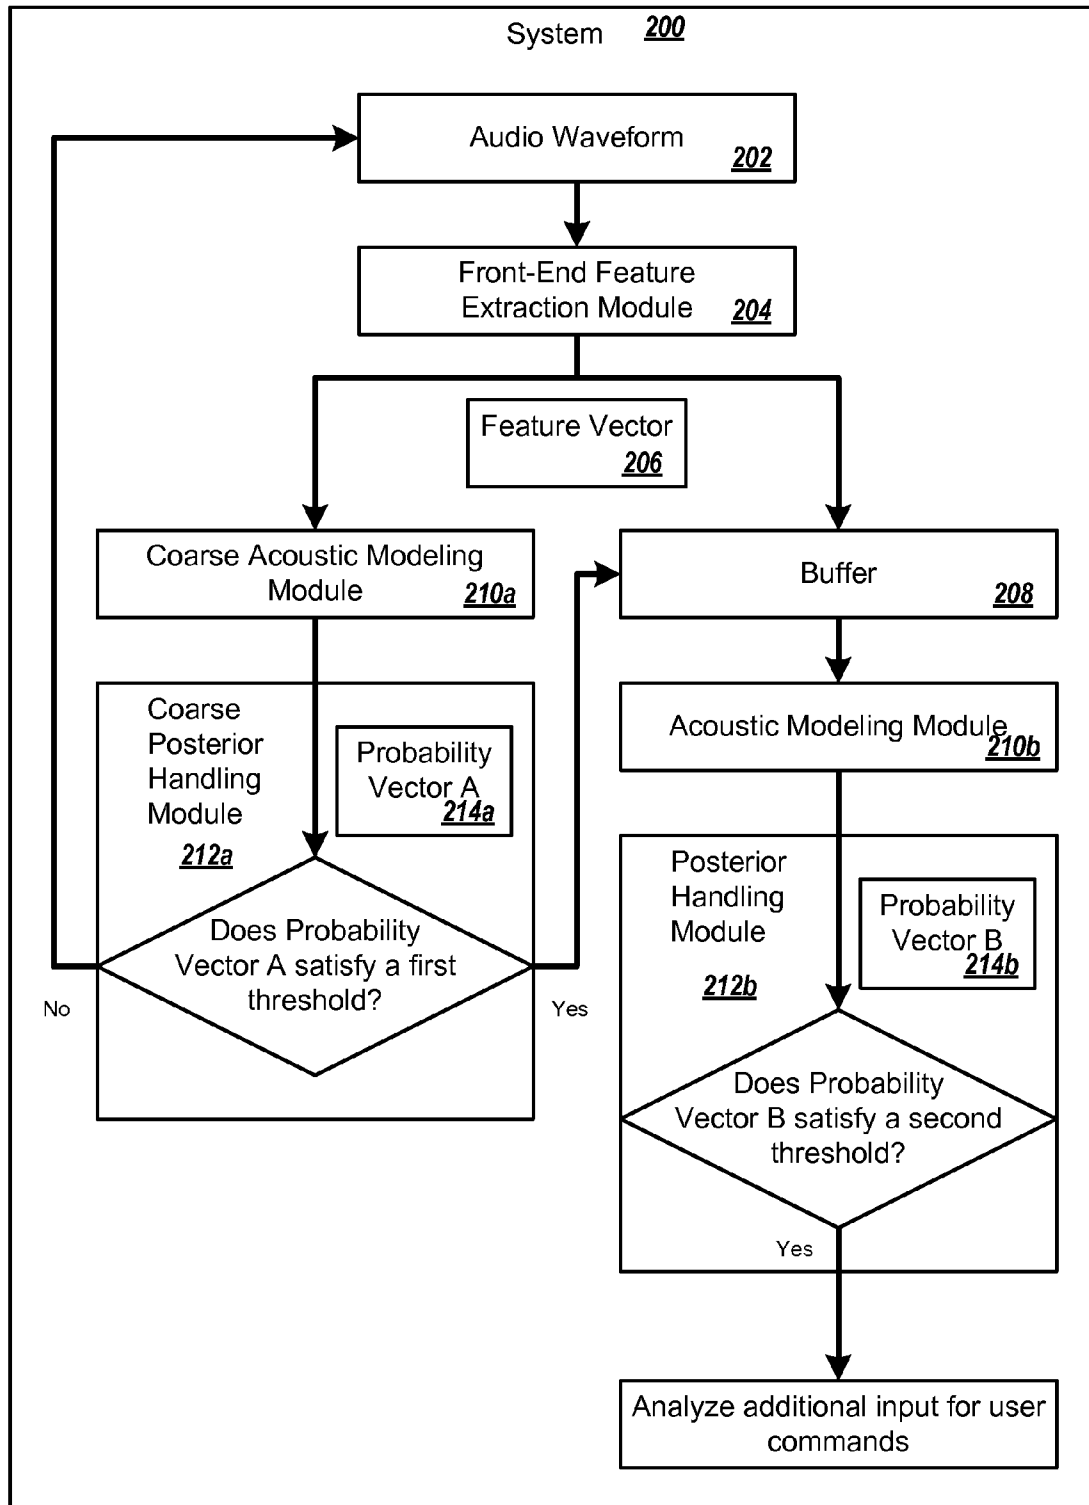 System 200
Audio Waveform
202
Front-End Feature
Extraction Module
204
Feature Vector
206
Coarse Acoustic Modeling
Module
210a
Buffer
208
Coarse
Posterior
Handling
Module
212a
Probability
Vector A
214a
Does Probability
Vector A satisfy a first
threshold?
No
Yes
Acoustic Modeling Module
210b
Posterior
Handling
Module
212b
Probability
Vector B
214b
Does Probability
Vector B satisfy a second
threshold?
Yes
Analyze additional input for user
commands